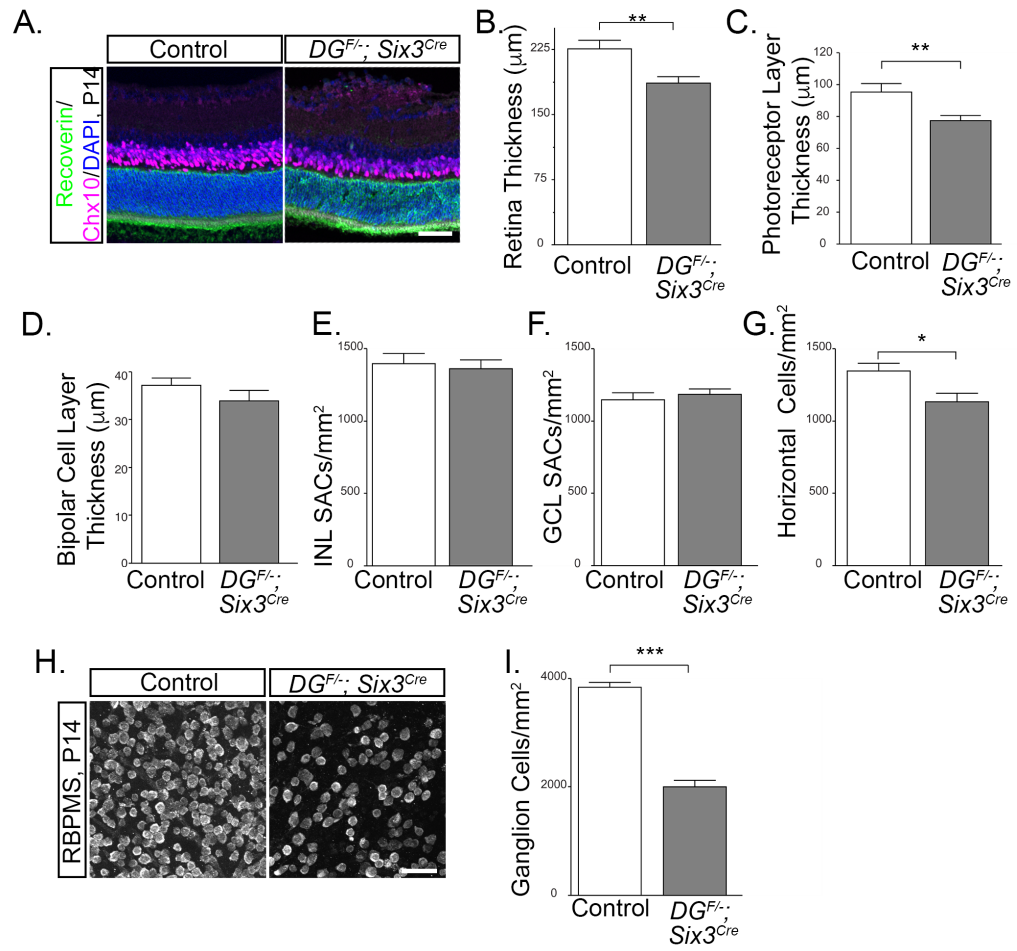 A.
Control
DG^F/-; Six3^Cre
Recoverin/
Chx10/DAPI, P14
B.
Retina Thickness (μm)
225
150
75
0
**
Control
DG^F/-;
Six3^Cre
C.
Photoreceptor Layer
Thickness (μm)
120
100
80
60
40
20
0
**
Control
DG^F/-;
Six3^Cre
D.
Bipolar Cell Layer
Thickness (μm)
40
30
20
10
0
Control
DG^F/-;
Six3^Cre
E.
INL SACs/mm²
1500
1000
500
0
Control
DG^F/-;
Six3^Cre
F.
GCL SACs/mm²
1500
1000
500
0
Control
DG^F/-;
Six3^Cre
G.
Horizontal Cells/mm²
1500
1000
500
0
*
Control
DG^F/-;
Six3^Cre
H.
Control
DG^F/-; Six3^Cre
RBPMS, P14
I.
Ganglion Cells/mm²
4000
2000
0
***
Control
DG^F/-;
Six3^Cre